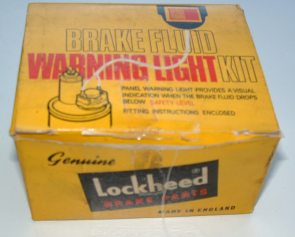 BRAKE FLUID
WARNING LIGHT KIT
PANEL WARNING LIGHT PROVIDES A VISUAL
INDICATION WHEN THE BRAKE FLUID DROPS
BELOW SAFETY LEVEL
FITTING INSTRUCTIONS ENCLOSED
Genuine
Lockheed
BRAKE PARTS
MADE IN ENGLAND